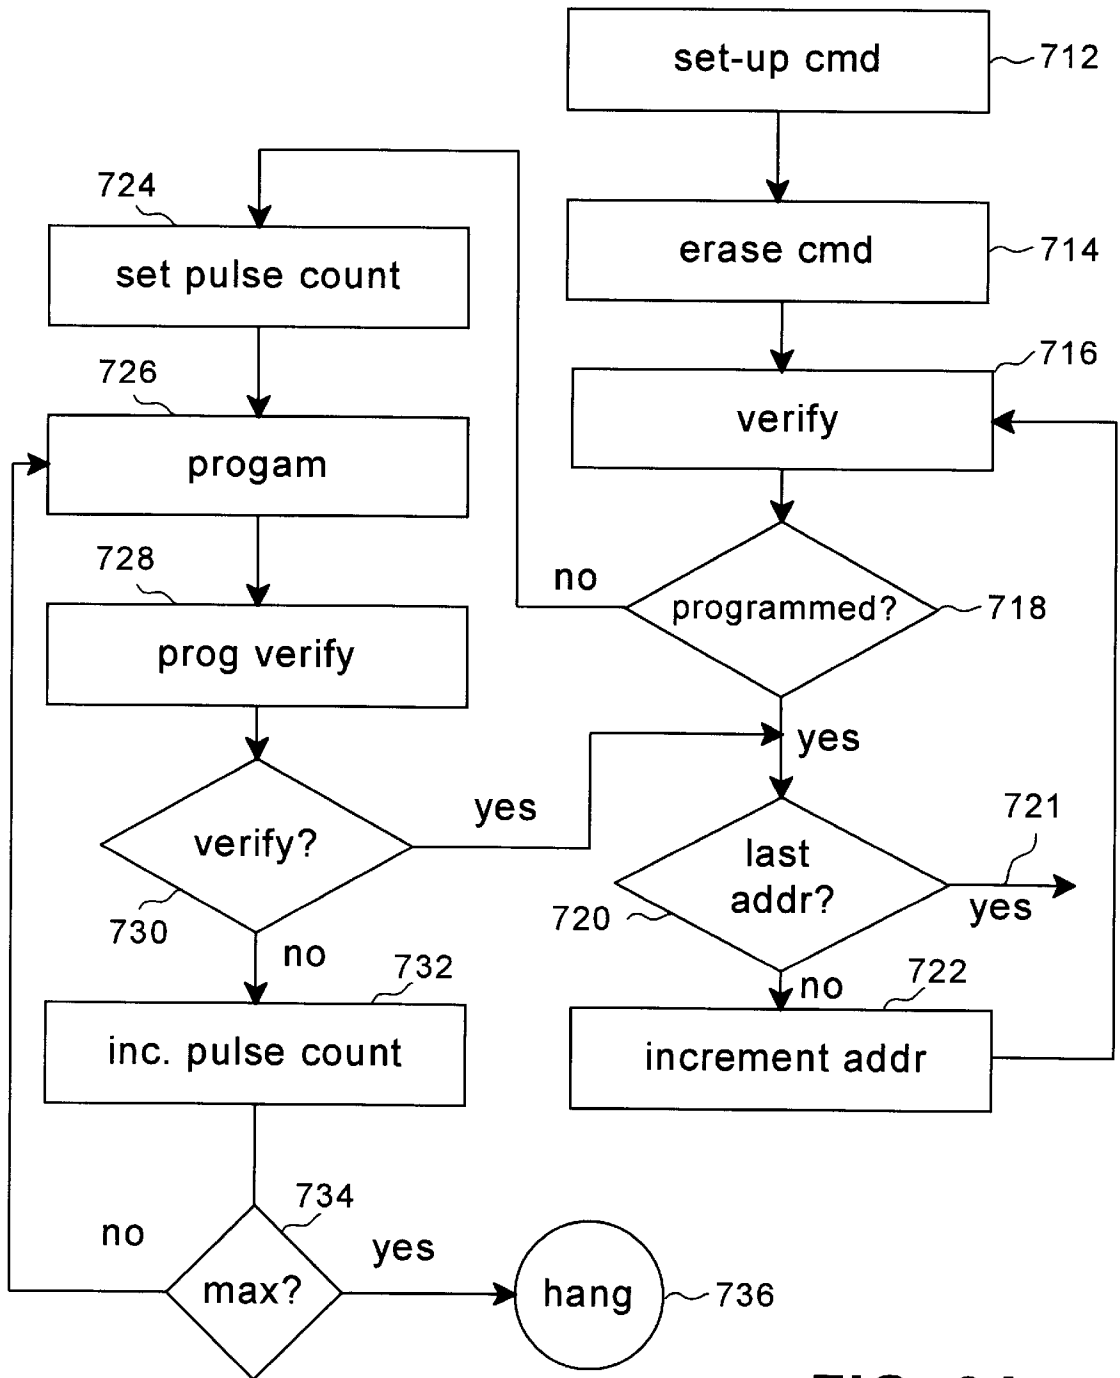 set-up cmd
712
724
set pulse count
erase cmd
714
726
716
progam
verify
728
no
programmed?
718
prog verify
yes
verify?
yes
721
last
addr?
yes
730
720
no
732
no
722
inc. pulse count
increment addr
734
no
yes
max?
hang
736